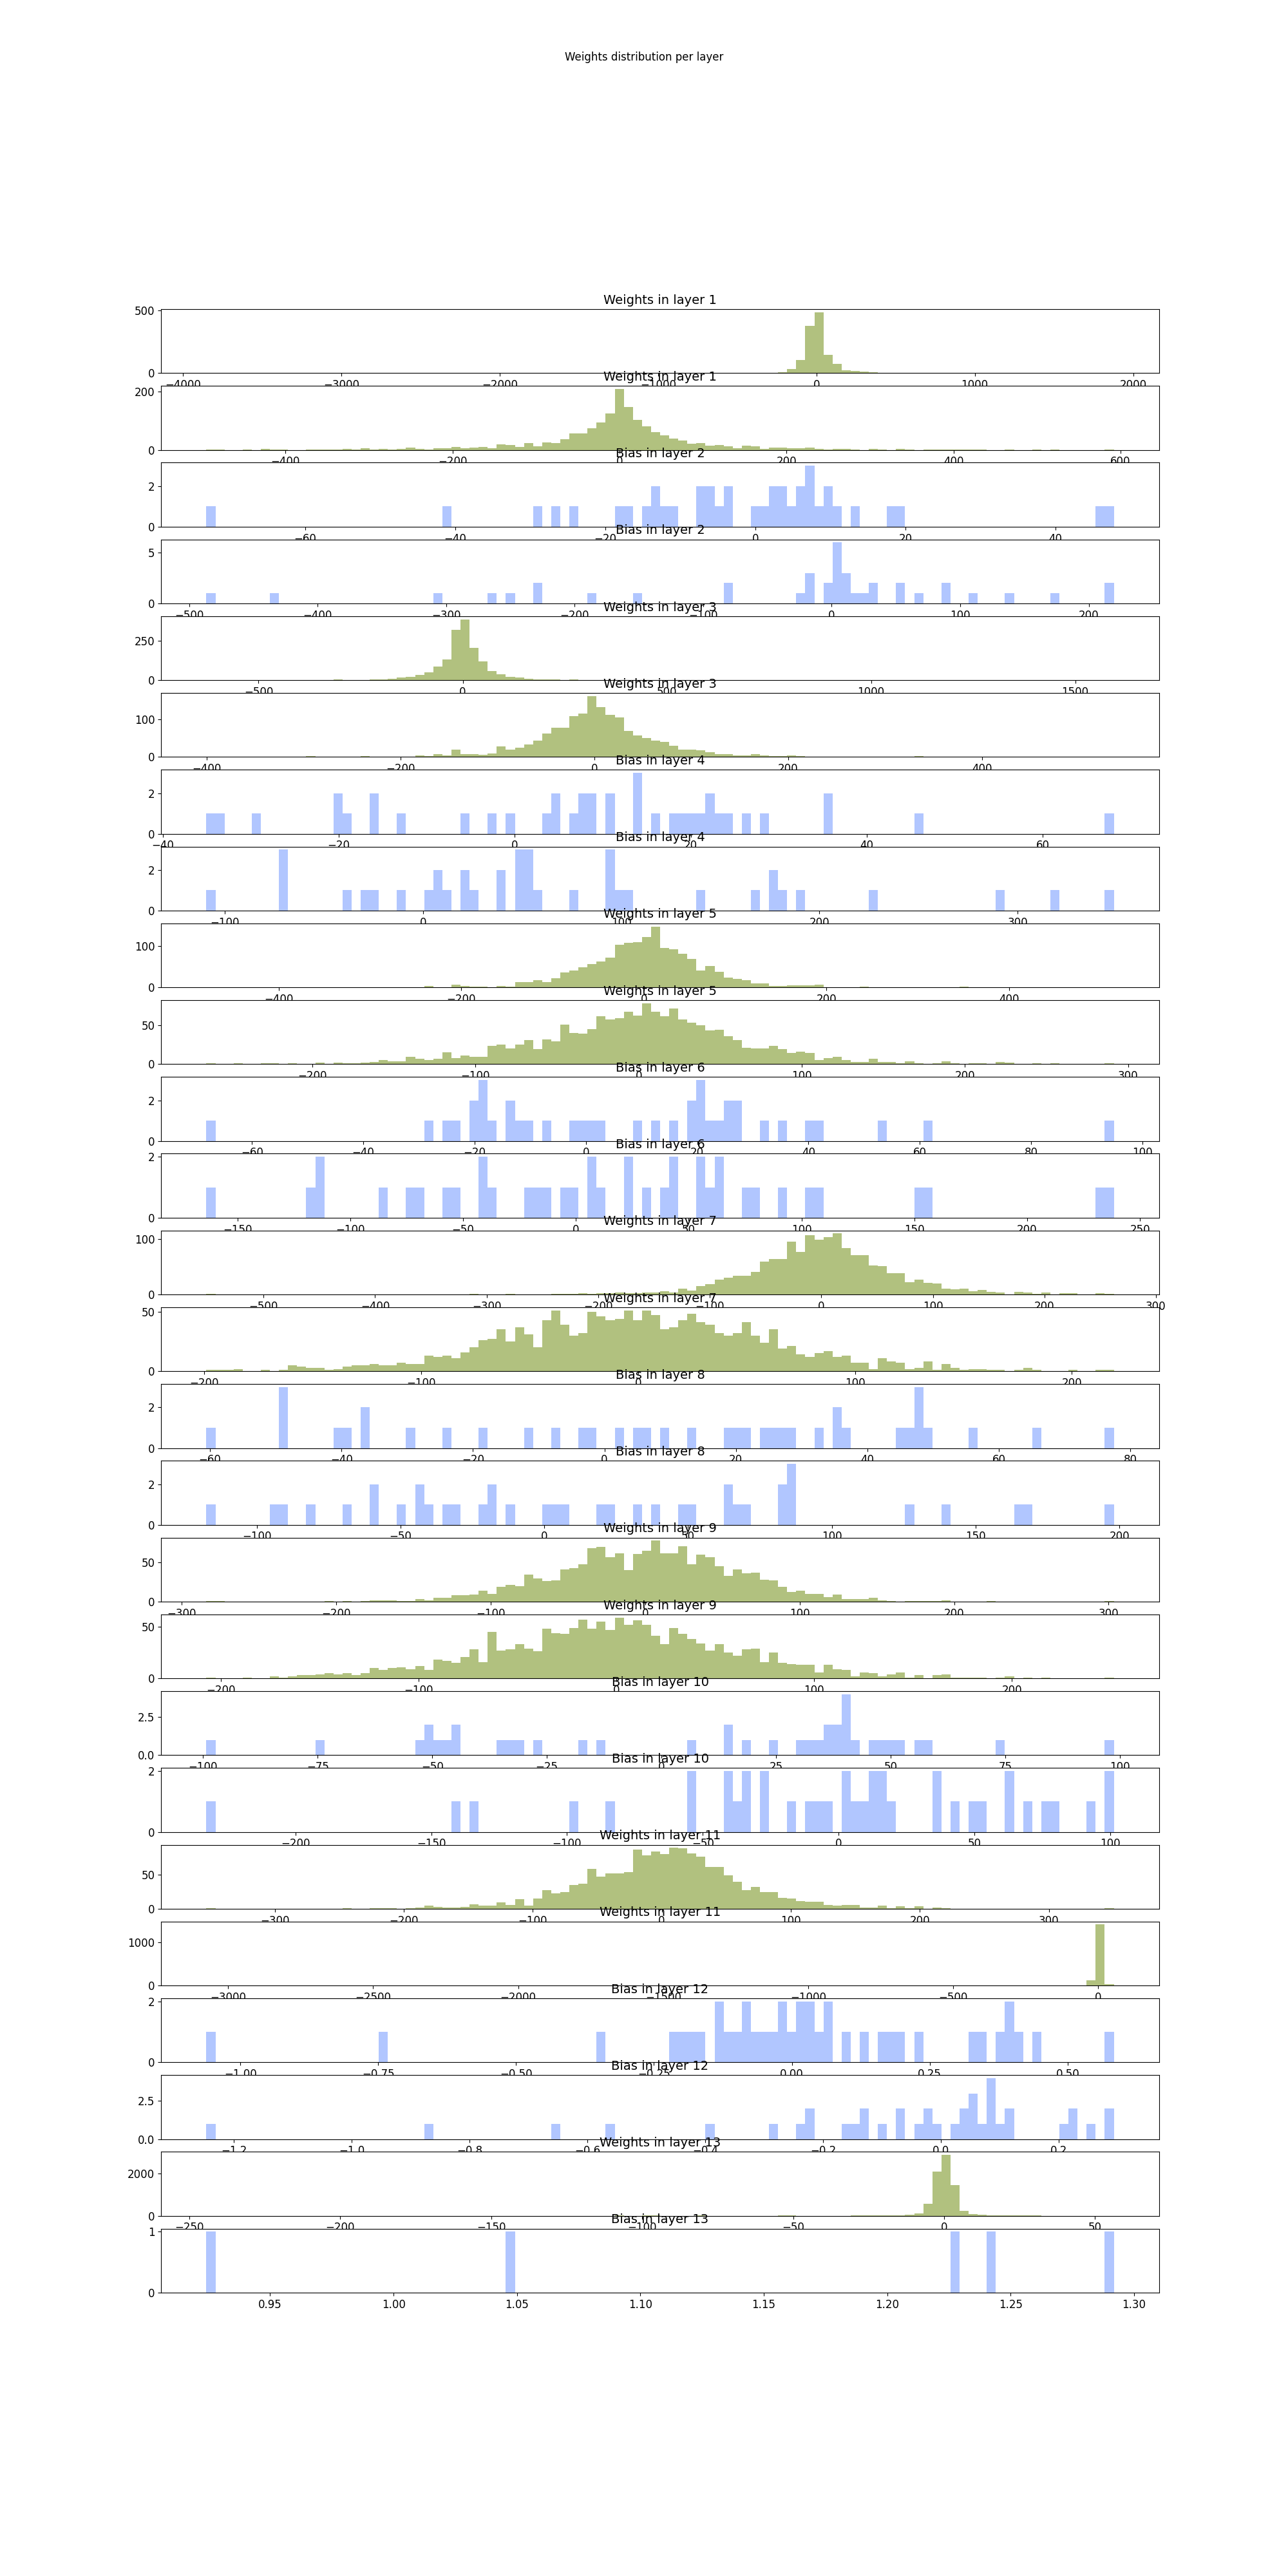 Weights distribution per layer
Weights in layer 1
500
0
−4000 −3000 −2000 −1000 0 1000 2000
Weights in layer 1
200
0
−400 −200 0 200 400 600
Bias in layer 2
2
0
−60 −40 −20 0 20 40
Bias in layer 2
5
0
−500 −400 −300 −200 −100 0 100 200
Weights in layer 3
250
0
−500 0 500 1000 1500
Weights in layer 3
100
0
−400 −200 0 200 400
Bias in layer 4
2
0
−40 −20 0 20 40 60
Bias in layer 4
2
0
−100 0 100 200 300
Weights in layer 5
100
0
−400 −200 0 200 400
Weights in layer 5
50
0
−200 −100 0 100 200 300
Bias in layer 6
2
0
−60 −40 −20 0 20 40 60 80 100
Bias in layer 6
2
0
−150 −100 −50 0 50 100 150 200 250
Weights in layer 7
100
0
−500 −400 −300 −200 −100 0 100 200 300
Weights in layer 7
50
0
−200 −100 0 100 200
Bias in layer 8
2
0
−60 −40 −20 0 20 40 60 80
Bias in layer 8
2
0
−100 −50 0 50 100 150 200
Weights in layer 9
50
0
−300 −200 −100 0 100 200 300
Weights in layer 9
50
0
−200 −100 0 100 200
Bias in layer 10
2.5
0.0
−100 −75 −50 −25 0 25 50 75 100
Bias in layer 10
2
0
−200 −150 −100 −50 0 50 100
Weights in layer 11
50
0
−300 −200 −100 0 100 200 300
Weights in layer 11
1000
0
−3000 −2500 −2000 −1500 −1000 −500 0
Bias in layer 12
2
0
−1.00 −0.75 −0.50 −0.25 0.00 0.25 0.50
Bias in layer 12
2.5
0.0
−1.2 −1.0 −0.8 −0.6 −0.4 −0.2 0.0 0.2
Weights in layer 13
2000
0
−250 −200 −150 −100 −50 0 50
Bias in layer 13
1
0
0.95 1.00 1.05 1.10 1.15 1.20 1.25 1.30